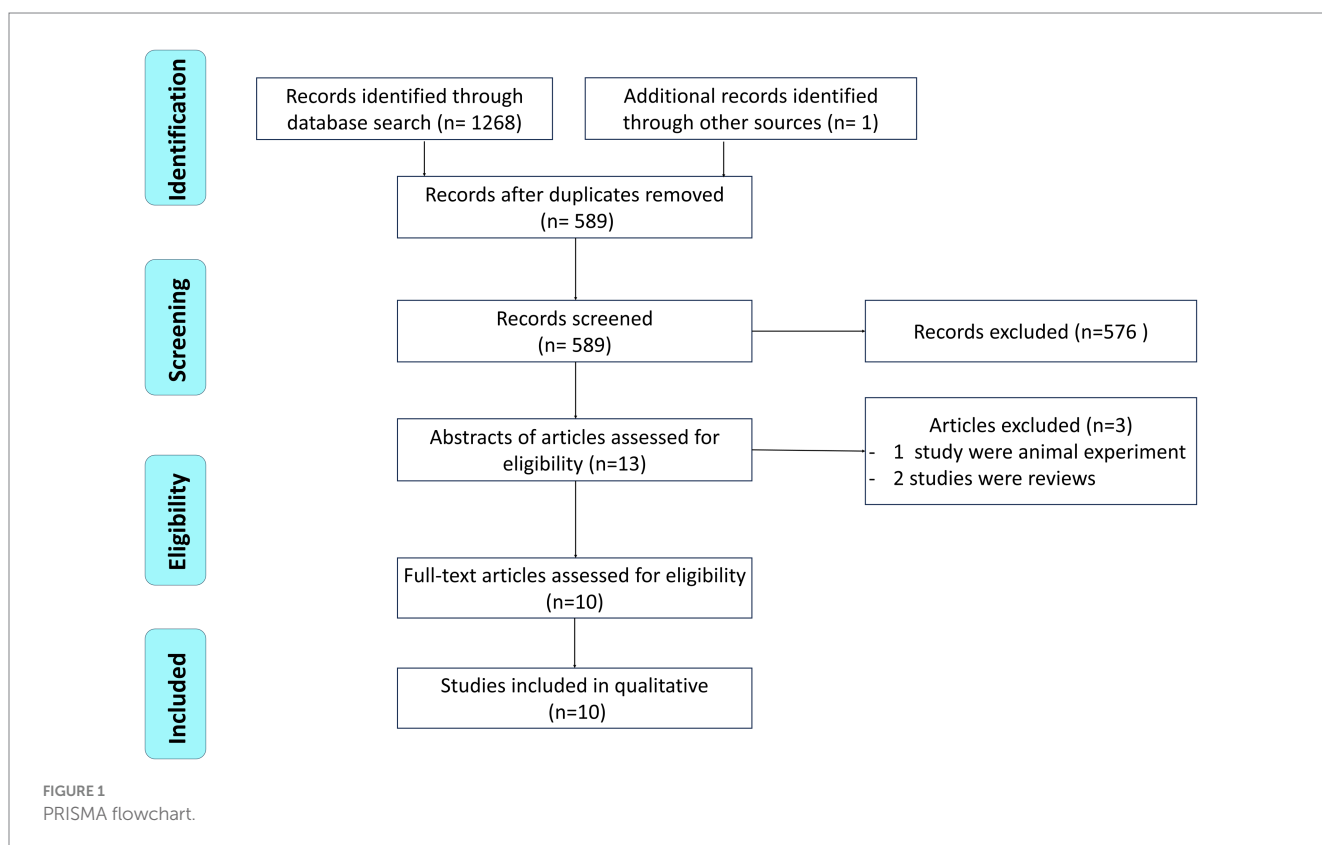 Identification
Records identified through
database search (n= 1268)
Additional records identified
through other sources (n= 1)
Records after duplicates removed
(n= 589)
Screening
Records screened
(n= 589)
Records excluded (n=576 )
Eligibility
Abstracts of articles assessed for
eligibility (n=13)
Articles excluded (n=3)
- 1 study were animal experiment
- 2 studies were reviews
Full-text articles assessed for eligibility
(n=10)
Included
Studies included in qualitative
(n=10)
FIGURE 1
PRISMA flowchart.